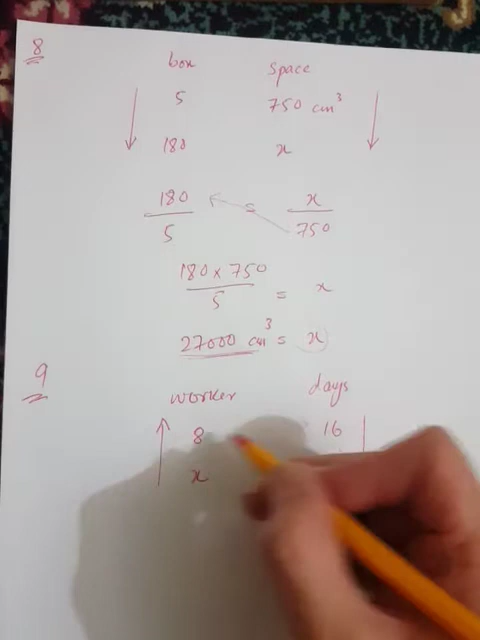 8
box space
5 750 cm³
180 x
180/5 = x/750
180 x 750/5 = x
27000 cm³ = x
9
worker days
8 16
x